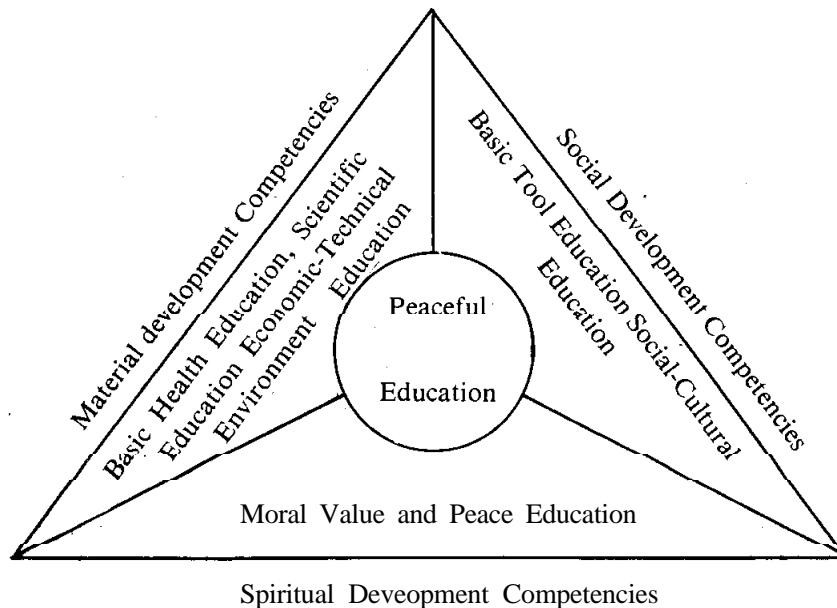 Material development Competencies
Basic Health Education, Scientific
Education Economic-Technical
Environment Education
Social Development Competencies
Basic Tool Education Social-Cultural
Education
Peaceful
Education
Moral Value and Peace Education
Spiritual Deveopment Competencies